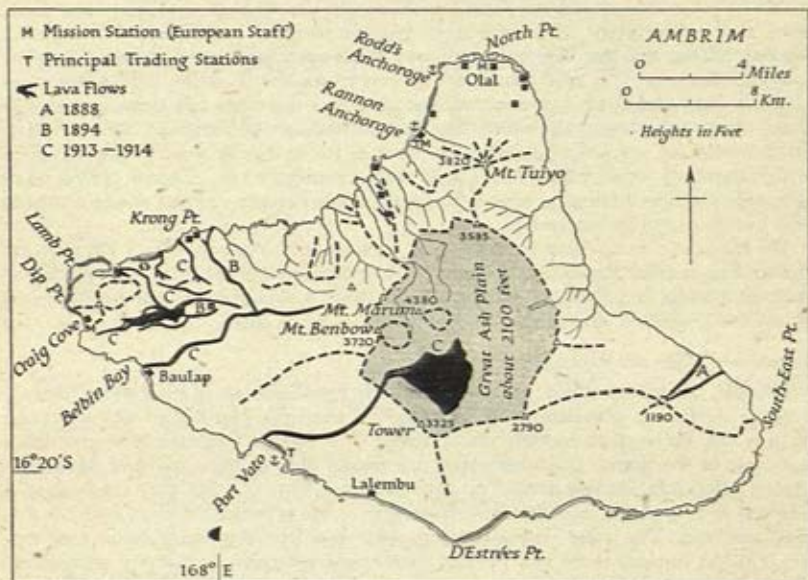 M Mission Station (European Staff)
T Principal Trading Stations
Lava Flows
A 1888
B 1894
C 1913–1914
AMBRIM
0 4
Miles
0 8
Km.
Heights in Feet
North Pt.
Rodd's
Anchorage
M
Olal
Rannon
Anchorage
M
3820
Mt. Tuiyo
Krong Pt.
Lamb Pt.
Dip Pt.
C
B
3585
C
B
4380
Mt. Marum
Mt. Benbow
3720
C
Great Ash Plain
about 2100 feet
Craig Cove
C
C
Belbin Bay
Baulap
A
1190
South-East Pt.
Tower
3325
2790
16°20'S
Port Vato
T
Lalembu
D'Estrées Pt.
168° E